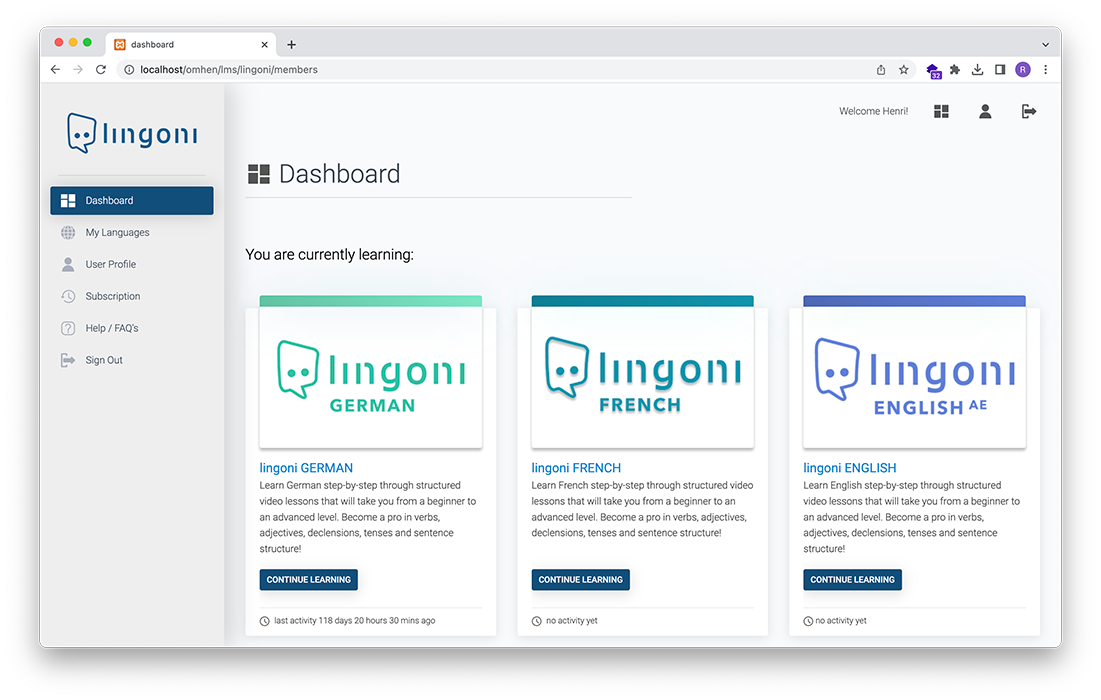 dashboard
localhost/omhen/lms/lingoni/members
32
R
lingoni
Welcome Henri!
Dashboard
My Languages
User Profile
Subscription
? Help / FAQ's
Sign Out
Dashboard
You are currently learning:
lingoni
GERMAN
lingoni GERMAN
Learn German step-by-step through structured
video lessons that will take you from a beginner to
an advanced level. Become a pro in verbs,
adjectives, declensions, tenses and sentence
structure!
CONTINUE LEARNING
last activity 118 days 20 hours 30 mins ago
lingoni
FRENCH
lingoni FRENCH
Learn French step-by-step through structured video
lessons that will take you from a beginner to an
advanced level. Become a pro in verbs, adjectives,
declensions, tenses and sentence structure!
CONTINUE LEARNING
no activity yet
lingoni
ENGLISH AE
lingoni ENGLISH
Learn English step-by-step through structured
video lessons that will take you from a beginner to
an advanced level. Become a pro in verbs,
adjectives, declensions, tenses and sentence
structure!
CONTINUE LEARNING
no activity yet